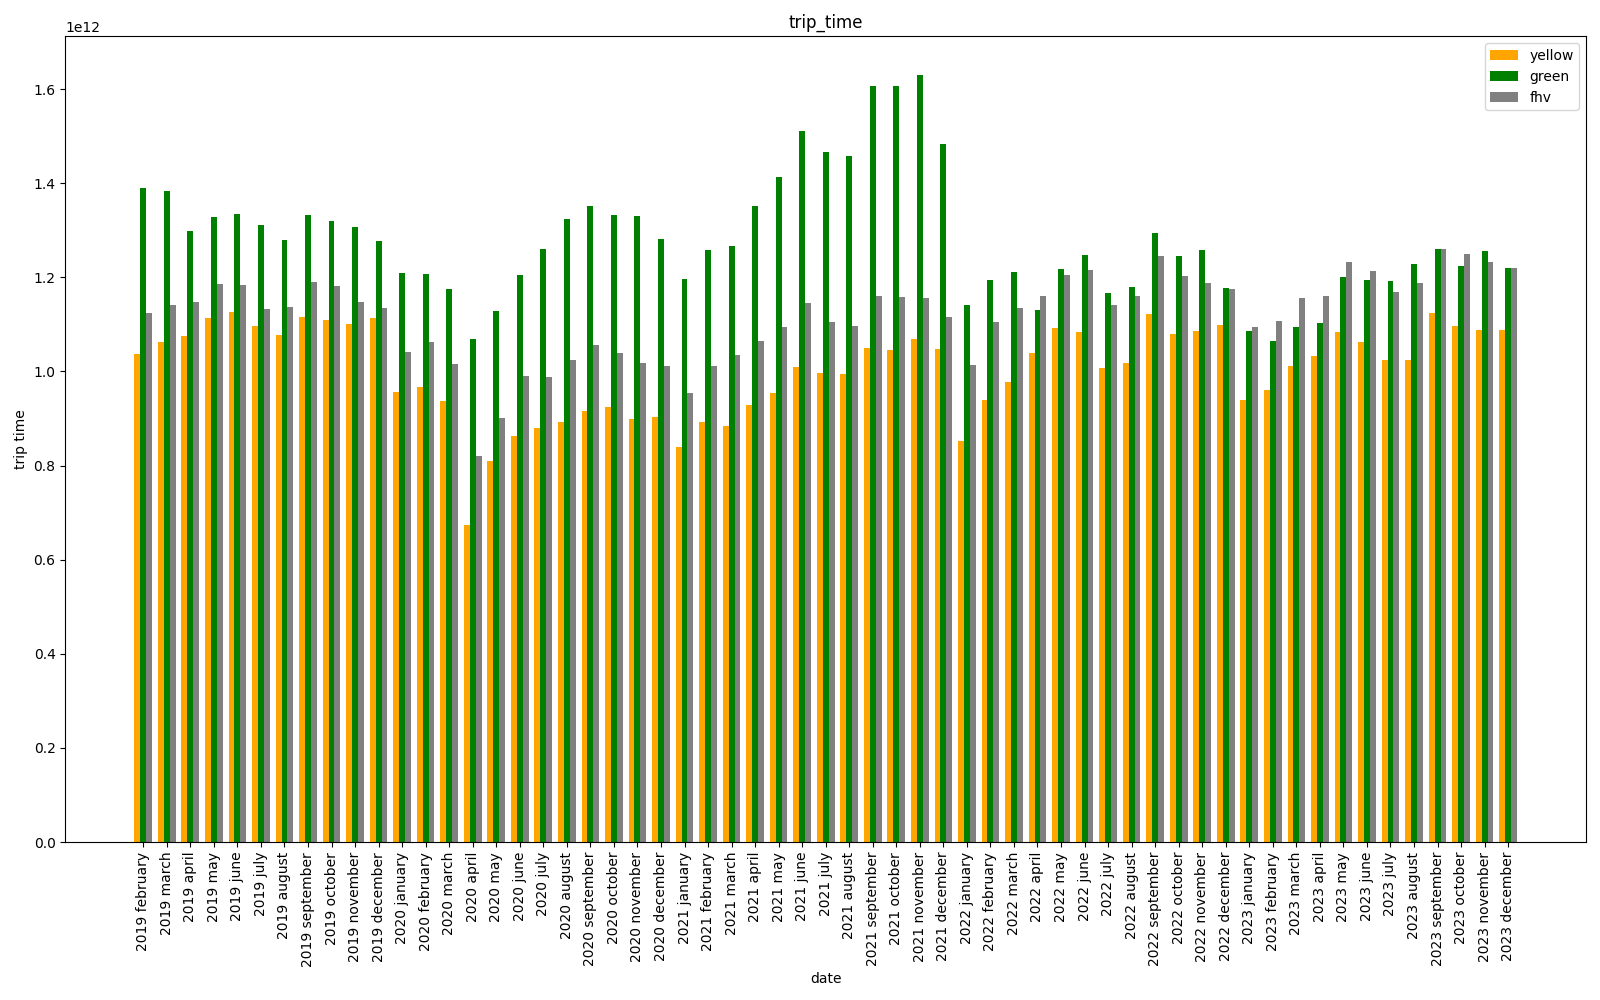 trip_time
1e12
yellow
green
fhv
1.6
1.4
1.2
1.0
0.8
0.6
0.4
0.2
0.0
trip time
2019 february
2019 march
2019 april
2019 may
2019 june
2019 july
2019 august
2019 september
2019 october
2019 november
2019 december
2020 january
2020 february
2020 march
2020 april
2020 may
2020 june
2020 july
2020 august
2020 september
2020 october
2020 november
2020 december
2021 january
2021 february
2021 march
2021 april
2021 may
2021 june
2021 july
2021 august
2021 september
2021 october
2021 november
2021 december
2022 january
2022 february
2022 march
2022 april
2022 may
2022 june
2022 july
2022 august
2022 september
2022 october
2022 november
2022 december
2023 january
2023 february
2023 march
2023 april
2023 may
2023 june
2023 july
2023 august
2023 september
2023 october
2023 november
2023 december
date